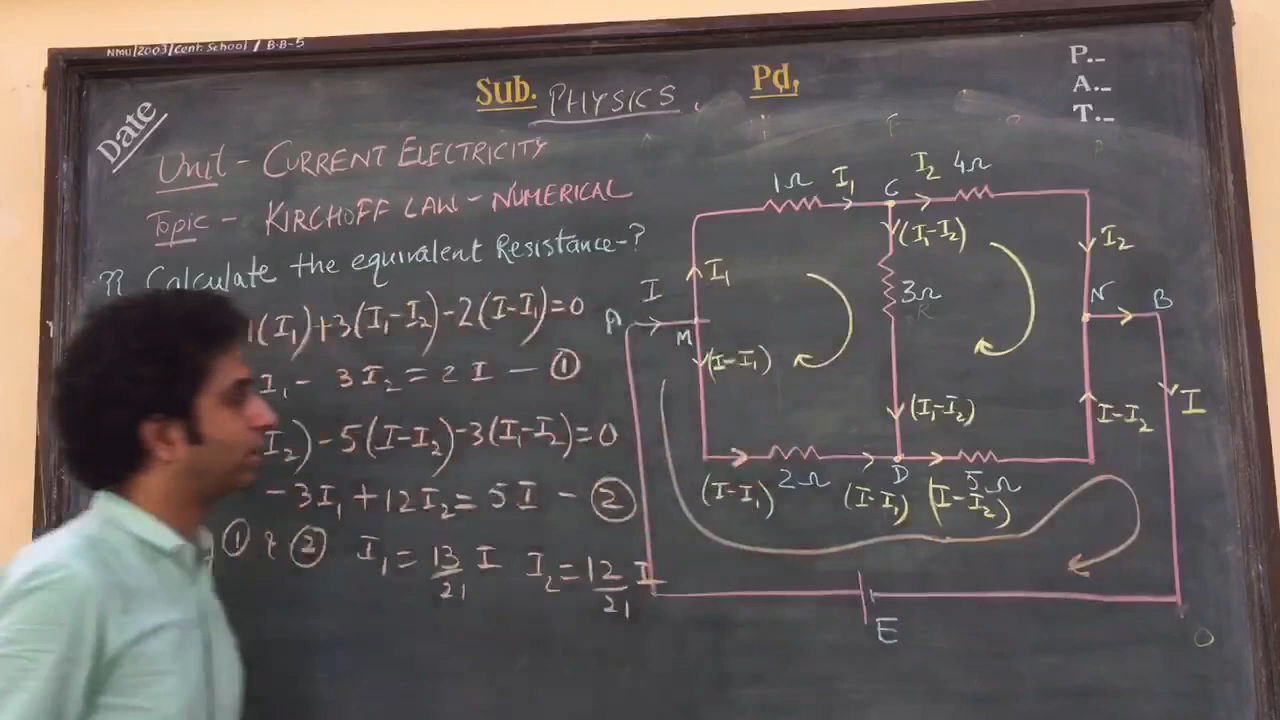 NMU/2003/Cent. School / B.B-5
Date
Sub. PHYSICS.
Pd,
P.-
A.-
T.-
Unit - CURRENT ELECTRICITY
Topic - KIRCHOFF LAW - NUMERICAL
Calculate the equivalent Resistance-?
1(I₁)+3(I₁-I₂)-2(I-I₁)=0
I₁ - 3I₂ = 2I - ①
I₂)-5(I-I₂)-3(I₁-I₂)=0
-3I₁ + 12I₂ = 5I - ②
① & ② I₁ = 13/21 I I₂ = 12/21 I
1Ω I₁ C I₂ 4Ω
(I₁-I₂)
I₂
I₁
I
3Ω
R
N B
A M
(I-I₁)
(I₁-I₂)
I-I₂
I
(I-I₁) 2Ω (I-I₁) D 5Ω (I-I₂)
E
O